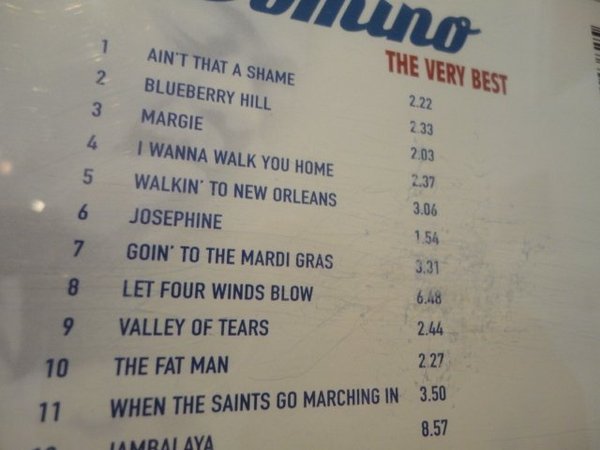 Domino
THE VERY BEST
1 AIN'T THAT A SHAME 2.22
2 BLUEBERRY HILL 2.33
3 MARGIE 2.03
4 I WANNA WALK YOU HOME 2.37
5 WALKIN' TO NEW ORLEANS 3.06
6 JOSEPHINE 1.54
7 GOIN' TO THE MARDI GRAS 3.31
8 LET FOUR WINDS BLOW 6.48
9 VALLEY OF TEARS 2.44
10 THE FAT MAN 2.27
11 WHEN THE SAINTS GO MARCHING IN 3.50
12 JAMBALAYA 8.57